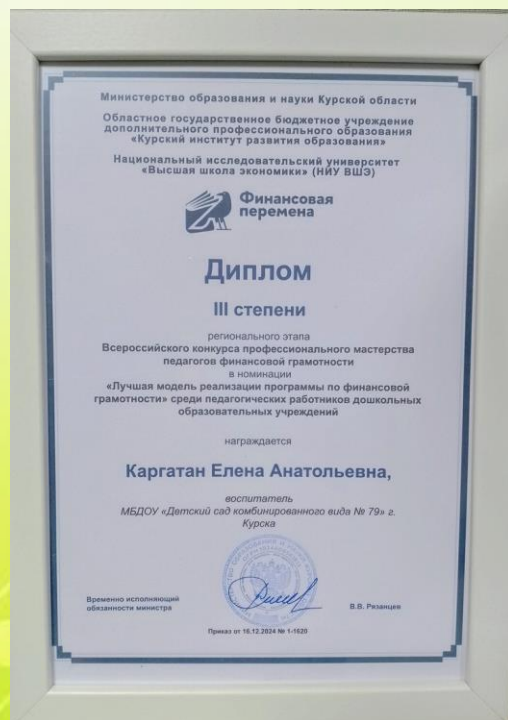 Министерство образования и науки Курской области
Областное государственное бюджетное учреждение
дополнительного профессионального образования
«Курский институт развития образования»
Национальный исследовательский университет
«Высшая школа экономики» (НИУ ВШЭ)
Финансовая
перемена
Диплом
III степени
регионального этапа
Всероссийского конкурса профессионального мастерства
педагогов финансовой грамотности
в номинации
«Лучшая модель реализации программы по финансовой
грамотности» среди педагогических работников дошкольных
образовательных учреждений
награждается
Каргатан Елена Анатольевна,
воспитатель
МБДОУ «Детский сад комбинированного вида № 79» г.
Курска
Временно исполняющий
обязанности министра
В.В. Рязанцев
Приказ от 16.12.2024 № 1-1620